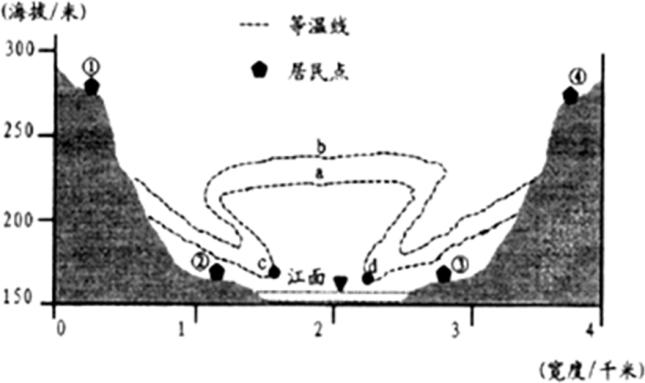 (海拔/米)
---- 等温线
居民点
300
250
200
150
① ④
b
a
② c 江面 d ③
0 1 2 3 4
(宽度/千米)